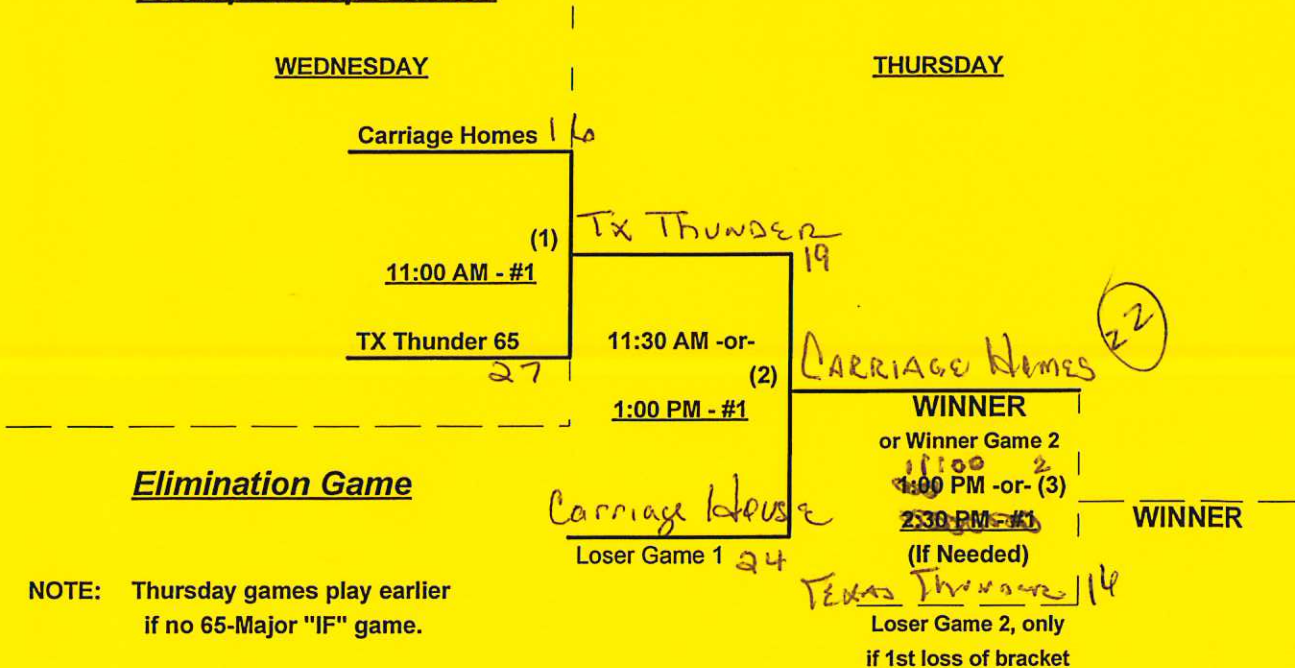 WEDNESDAY
THURSDAY
Carriage Homes 16
(1)
11:00 AM - #1
TX Thunder 65
27
TX THUNDER
19
11:30 AM -or-
(2)
1:00 PM - #1
CARRIAGE HOMES
22
WINNER
or Winner Game 2
11:00 2
1:00 PM -or- (3)
2:30 PM - #1
(If Needed)
WINNER
Elimination Game
Carriage House
Loser Game 1 24
TEXAS THUNDER
Loser Game 2, only
if 1st loss of bracket
NOTE: Thursday games play earlier
if no 65-Major "IF" game.